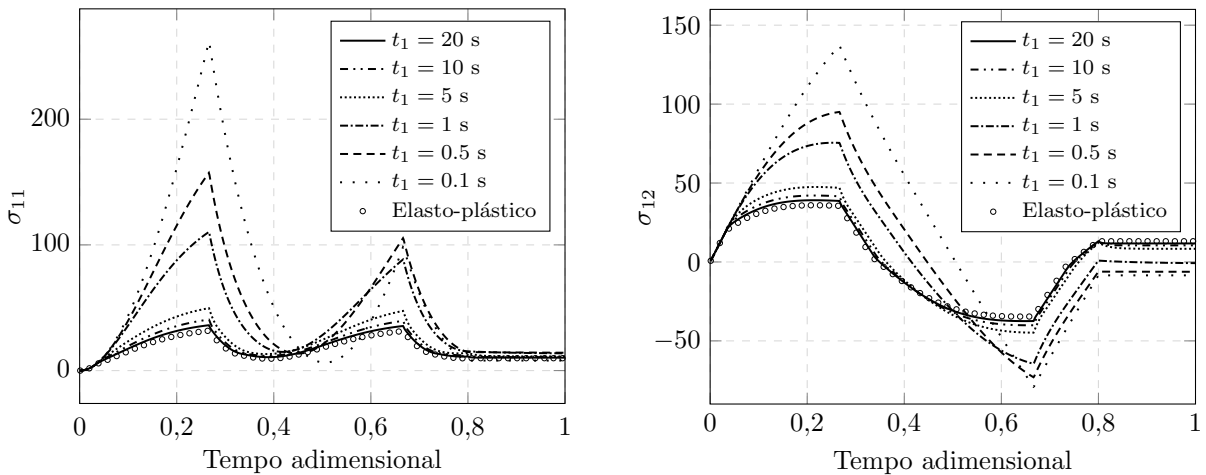 σ11
200
100
0
0
0,2
0,4
0,6
0,8
1
Tempo adimensional
t1 = 20 s
t1 = 10 s
t1 = 5 s
t1 = 1 s
t1 = 0.5 s
t1 = 0.1 s
Elasto-plástico
σ12
150
100
50
0
−50
0
0,2
0,4
0,6
0,8
1
Tempo adimensional
t1 = 20 s
t1 = 10 s
t1 = 5 s
t1 = 1 s
t1 = 0.5 s
t1 = 0.1 s
Elasto-plástico